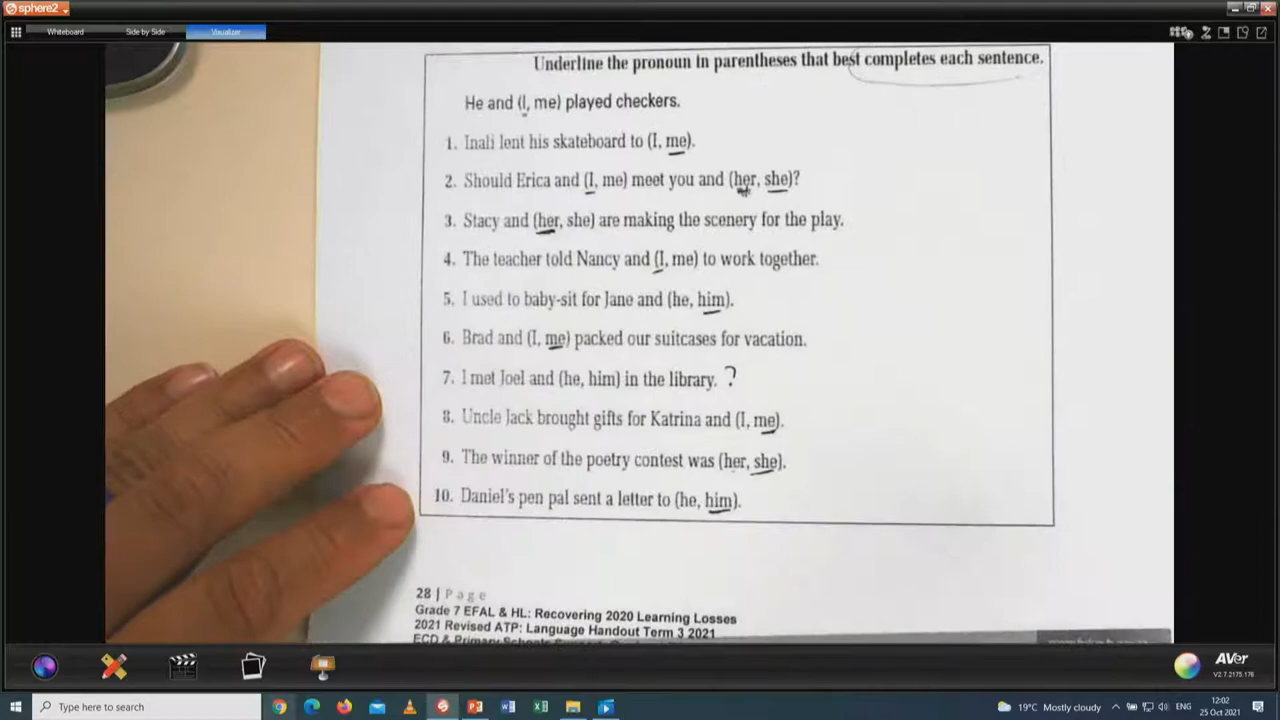 sphere2
Whiteboard Side by Side Visualizer
Underline the pronoun in parentheses that best completes each sentence.
He and (I, me) played checkers.
1. Inali lent his skateboard to (I, me).
2. Should Erica and (I, me) meet you and (her, she)?
3. Stacy and (her, she) are making the scenery for the play.
4. The teacher told Nancy and (I, me) to work together.
5. I used to baby-sit for Jane and (he, him).
6. Brad and (I, me) packed our suitcases for vacation.
7. I met Joel and (he, him) in the library. ?
8. Uncle Jack brought gifts for Katrina and (I, me).
9. The winner of the poetry contest was (her, she).
10. Daniel's pen pal sent a letter to (he, him).
28 | Page
Grade 7 EFAL & HL: Recovering 2020 Learning Losses
2021 Revised ATP: Language Handout Term 3 2021
ECD & Primary Schools
AVer
V2.7.2175.178
Type here to search
19°C Mostly cloudy
ENG
12:02
25 Oct 2021